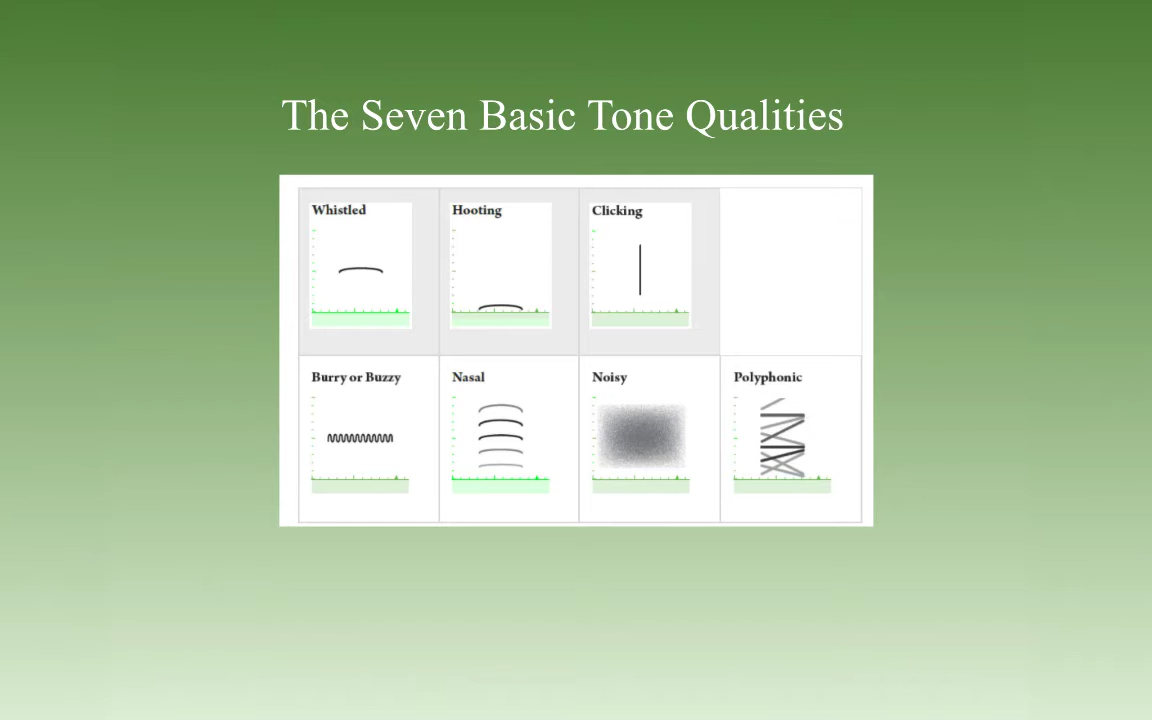 The Seven Basic Tone Qualities
Whistled
Hooting
Clicking
Burry or Buzzy
Nasal
Noisy
Polyphonic